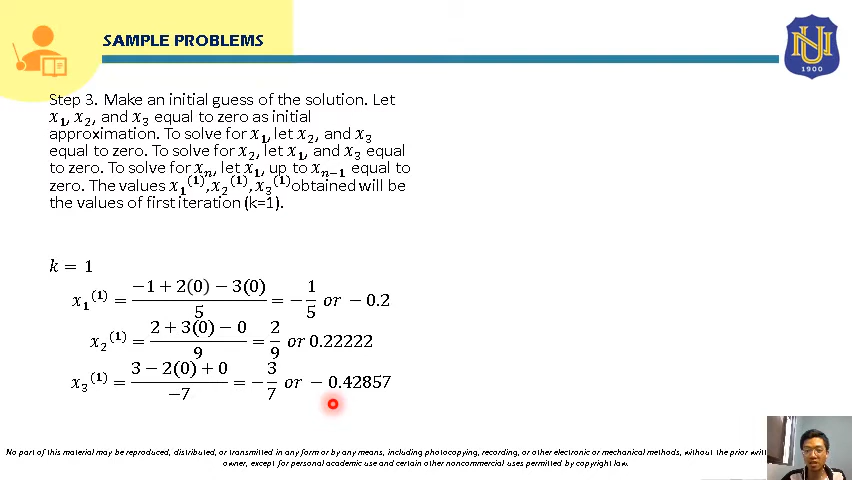 SAMPLE PROBLEMS
NU
1900
Step 3. Make an initial guess of the solution. Let
x₁, x₂, and x₃ equal to zero as initial
approximation. To solve for x₁, let x₂, and x₃
equal to zero. To solve for x₂, let x₁, and x₃ equal
to zero. To solve for xₙ, let x₁, up to xₙ₋₁ equal to
zero. The values x₁⁽¹⁾, x₂⁽¹⁾, x₃⁽¹⁾ obtained will be
the values of first iteration (k=1).
k = 1
x₁⁽¹⁾ = (−1 + 2(0) − 3(0))/5 = −1/5 or − 0.2
x₂⁽¹⁾ = (2 + 3(0) − 0)/9 = 2/9 or 0.22222
x₃⁽¹⁾ = (3 − 2(0) + 0)/−7 = −3/7 or − 0.42857
No part of this material may be reproduced, distributed, or transmitted in any form or by any means, including photocopying, recording, or other electronic or mechanical methods, without the prior writ
owner, except for personal academic use and certain other noncommercial uses permitted by copyright law.